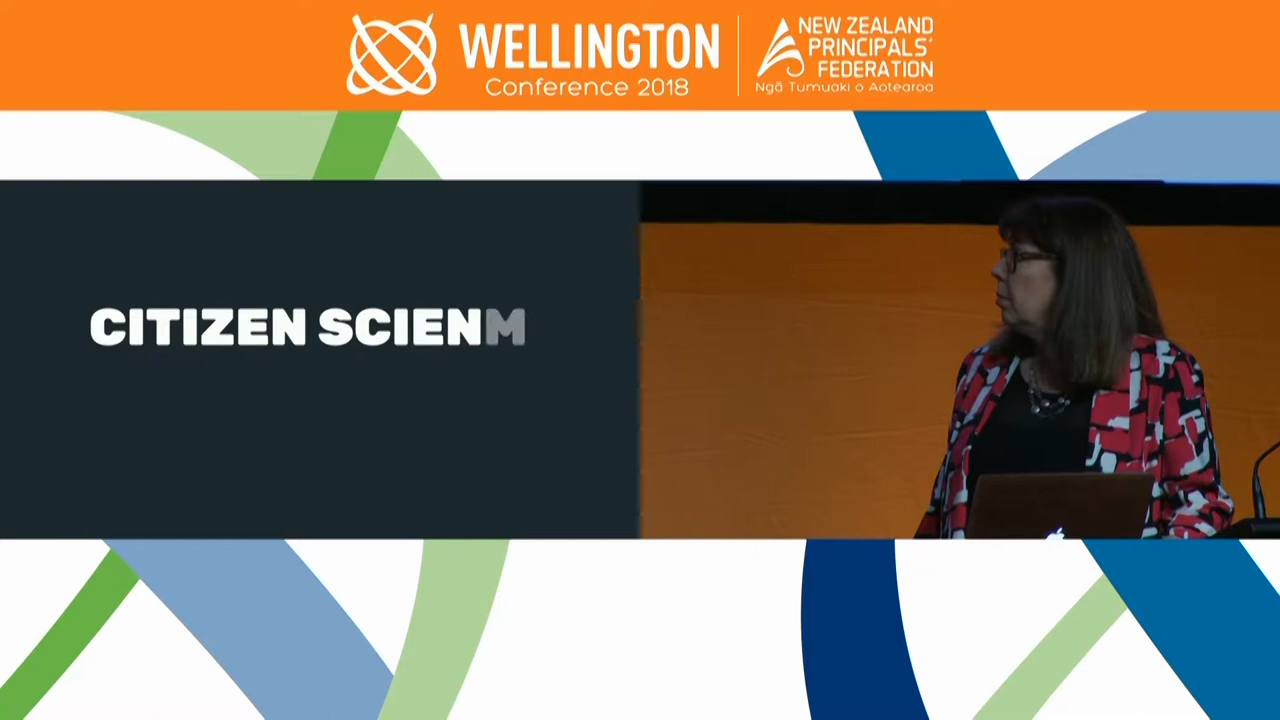 WELLINGTON
Conference 2018
NEW ZEALAND
PRINCIPALS'
FEDERATION
Ngā Tumuaki o Aotearoa
CITIZEN SCIENM